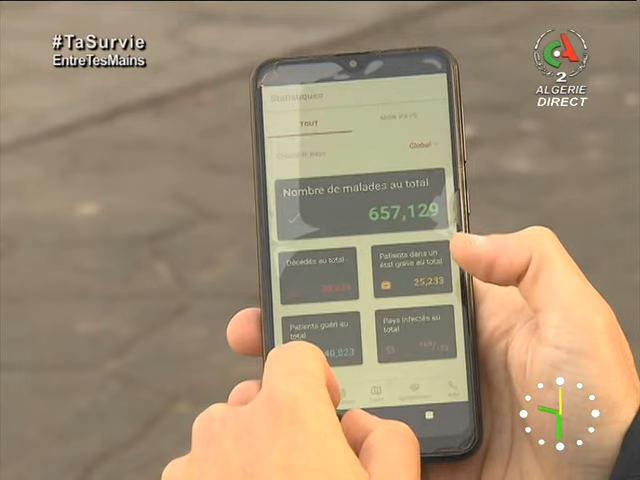 #TaSurvie
EntreTesMains
2
ALGERIE
DIRECT
Statistiques
TOUT
MON PAYS
Global
Nombre de malades au total
657,129
Décédés au total
Patients dans un
état grave au total
25,233
Patients guéri au
total
Pays infectés au
total